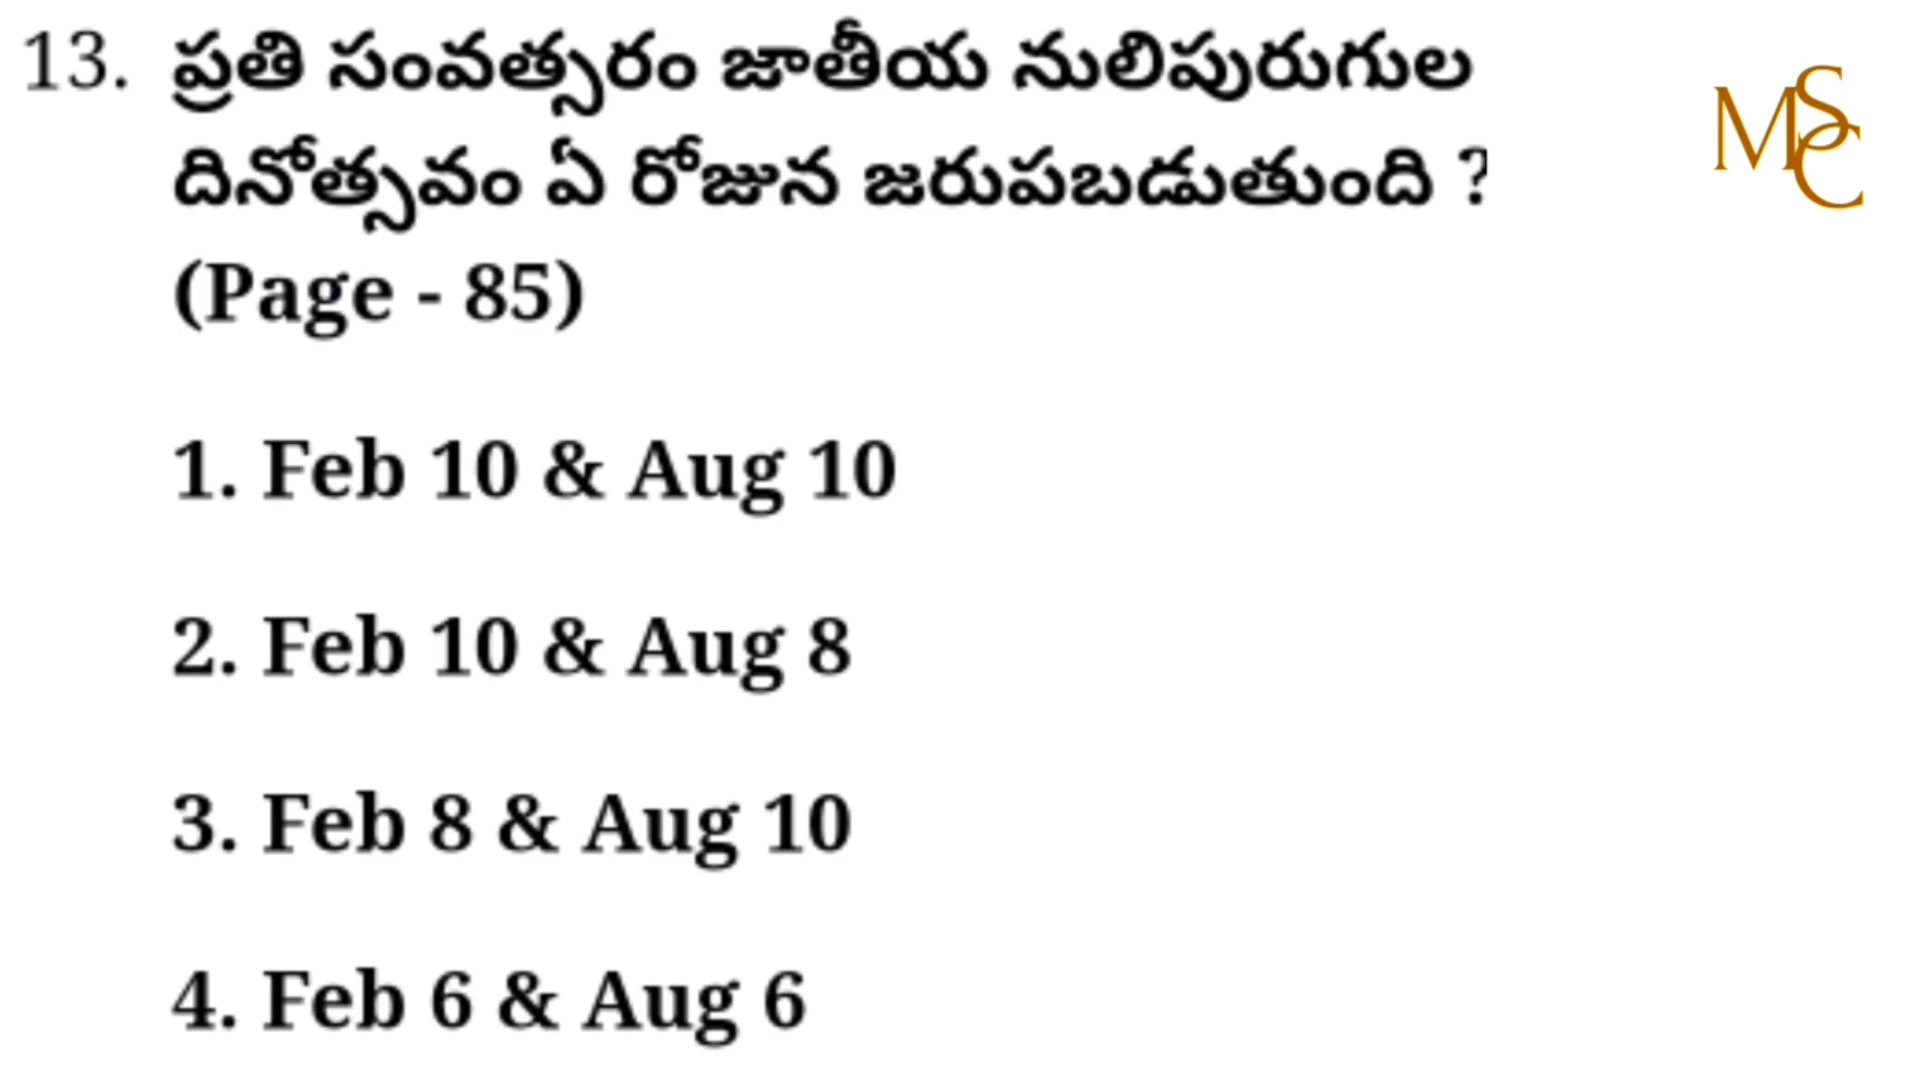 13. ప్రతి సంవత్సరం జాతీయ నులిపురుగుల
దినోత్సవం ఏ రోజున జరుపబడుతుంది ?
(Page - 85)
1. Feb 10 & Aug 10
2. Feb 10 & Aug 8
3. Feb 8 & Aug 10
4. Feb 6 & Aug 6
MSC